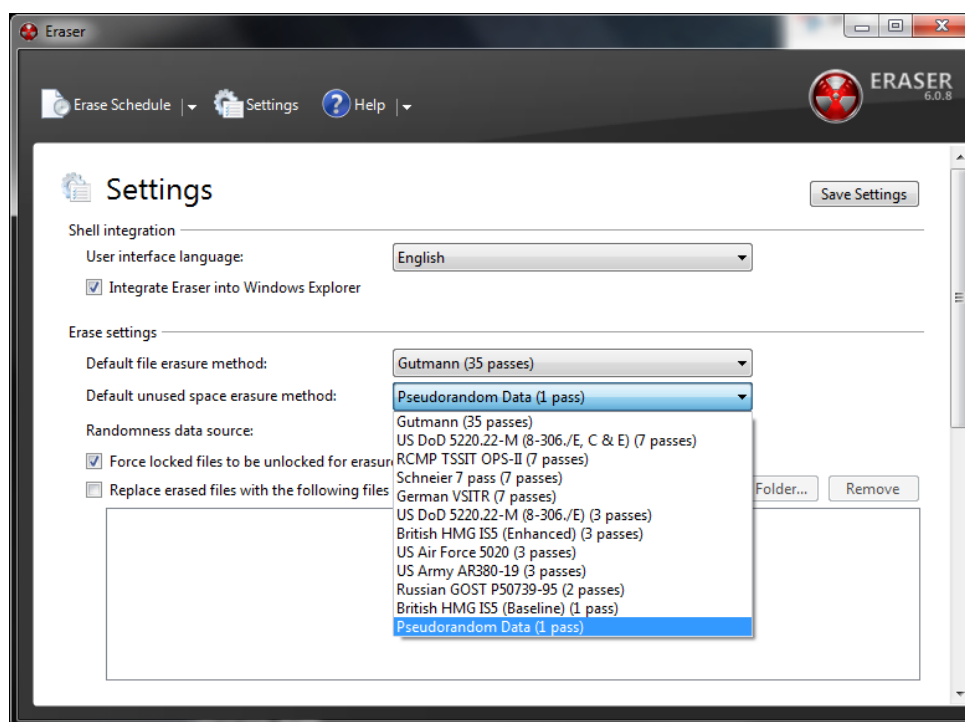 Eraser
Erase Schedule Settings Help
ERASER
6.0.8
Settings
Save Settings
Shell integration
User interface language: English
Integrate Eraser into Windows Explorer
Erase settings
Default file erasure method: Gutmann (35 passes)
Default unused space erasure method: Pseudorandom Data (1 pass)
Gutmann (35 passes)
Randomness data source:
US DoD 5220.22-M (8-306./E, C & E) (7 passes)
RCMP TSSIT OPS-II (7 passes)
Force locked files to be unlocked for erasur
Schneier 7 pass (7 passes)
Replace erased files with the following files
Folder... Remove
German VSITR (7 passes)
US DoD 5220.22-M (8-306./E) (3 passes)
British HMG IS5 (Enhanced) (3 passes)
US Air Force 5020 (3 passes)
US Army AR380-19 (3 passes)
Russian GOST P50739-95 (2 passes)
British HMG IS5 (Baseline) (1 pass)
Pseudorandom Data (1 pass)